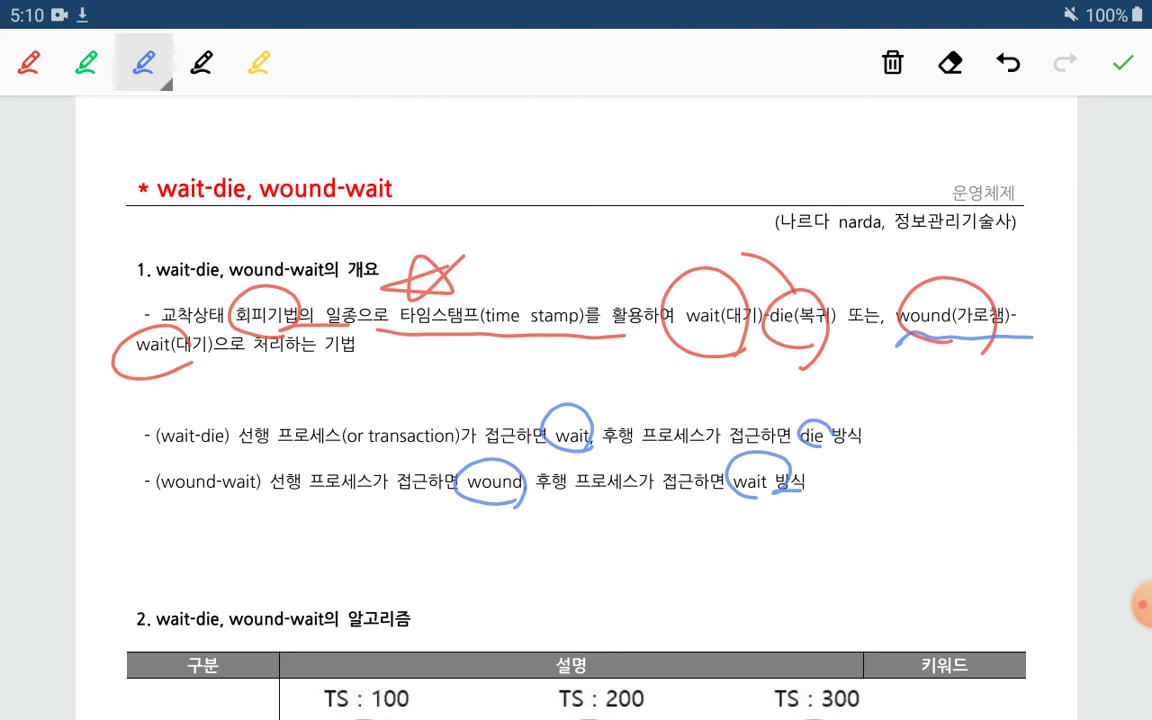 5:10
100%
* wait-die, wound-wait
운영체제
(나르다 narda, 정보관리기술사)
1. wait-die, wound-wait의 개요
- 교착상태 회피기법의 일종으로 타임스탬프(time stamp)를 활용하여 wait(대기)-die(복귀) 또는, wound(가로챔)-
wait(대기)으로 처리하는 기법
- (wait-die) 선행 프로세스(or transaction)가 접근하면 wait, 후행 프로세스가 접근하면 die 방식
- (wound-wait) 선행 프로세스가 접근하면 wound, 후행 프로세스가 접근하면 wait 방식
2. wait-die, wound-wait의 알고리즘
구분 설명 키워드
TS : 100 TS : 200 TS : 300